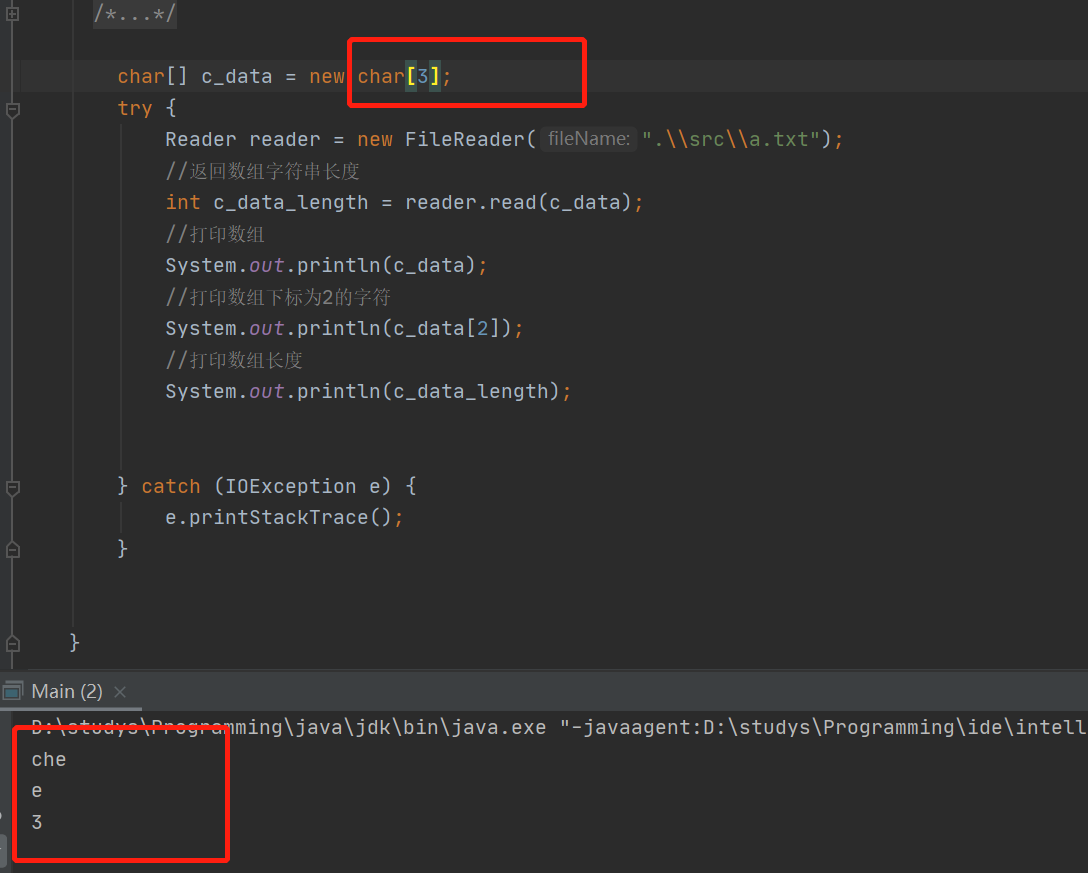 /*...*/
char[] c_data = new char[3];
try {
Reader reader = new FileReader( fileName: ".\\src\\a.txt");
//返回数组字符串长度
int c_data_length = reader.read(c_data);
//打印数组
System.out.println(c_data);
//打印数组下标为2的字符
System.out.println(c_data[2]);
//打印数组长度
System.out.println(c_data_length);
} catch (IOException e) {
e.printStackTrace();
}
}
Main (2) ×
D:\studys\Programming\java\jdk\bin\java.exe "-javaagent:D:\studys\Programming\ide\intell
che
e
3